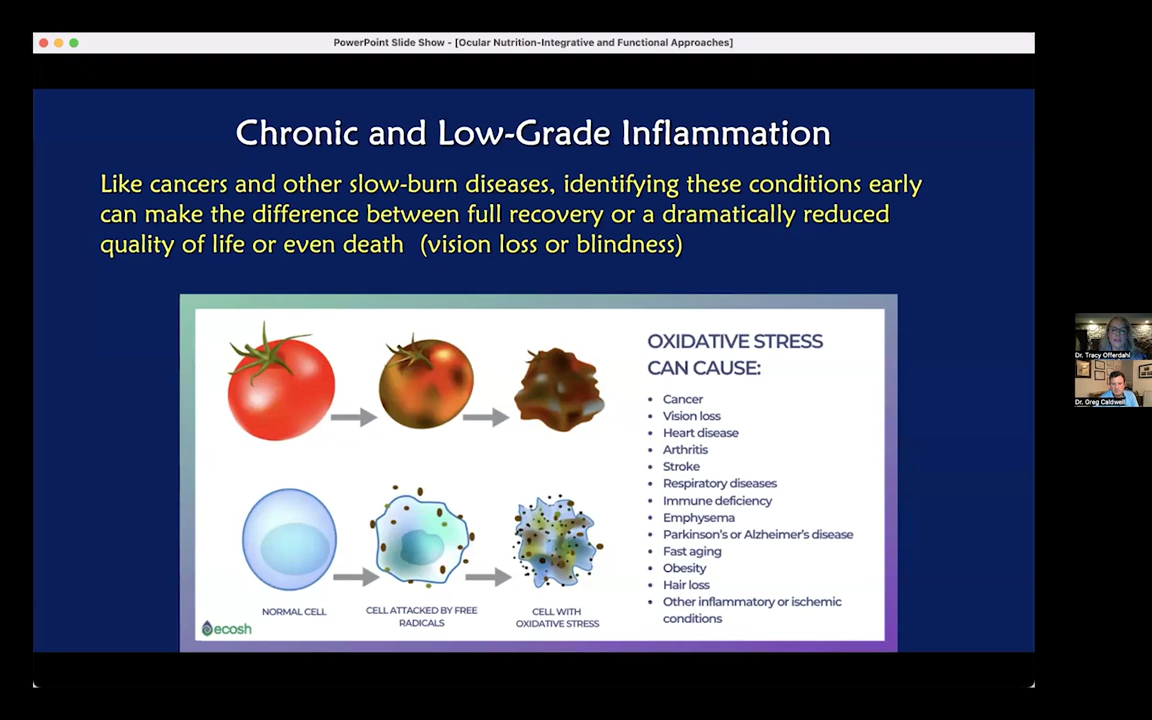 PowerPoint Slide Show - [Ocular Nutrition-Integrative and Functional Approaches]
Chronic and Low-Grade Inflammation
Like cancers and other slow-burn diseases, identifying these conditions early
can make the difference between full recovery or a dramatically reduced
quality of life or even death (vision loss or blindness)
OXIDATIVE STRESS
CAN CAUSE:
• Cancer
• Vision loss
• Heart disease
• Arthritis
• Stroke
• Respiratory diseases
• Immune deficiency
• Emphysema
• Parkinson's or Alzheimer's disease
• Fast aging
• Obesity
• Hair loss
• Other inflammatory or ischemic
conditions
NORMAL CELL
CELL ATTACKED BY FREE
RADICALS
CELL WITH
OXIDATIVE STRESS
ecosh
Dr. Tracy Offerdahl
Dr. Greg Caldwell